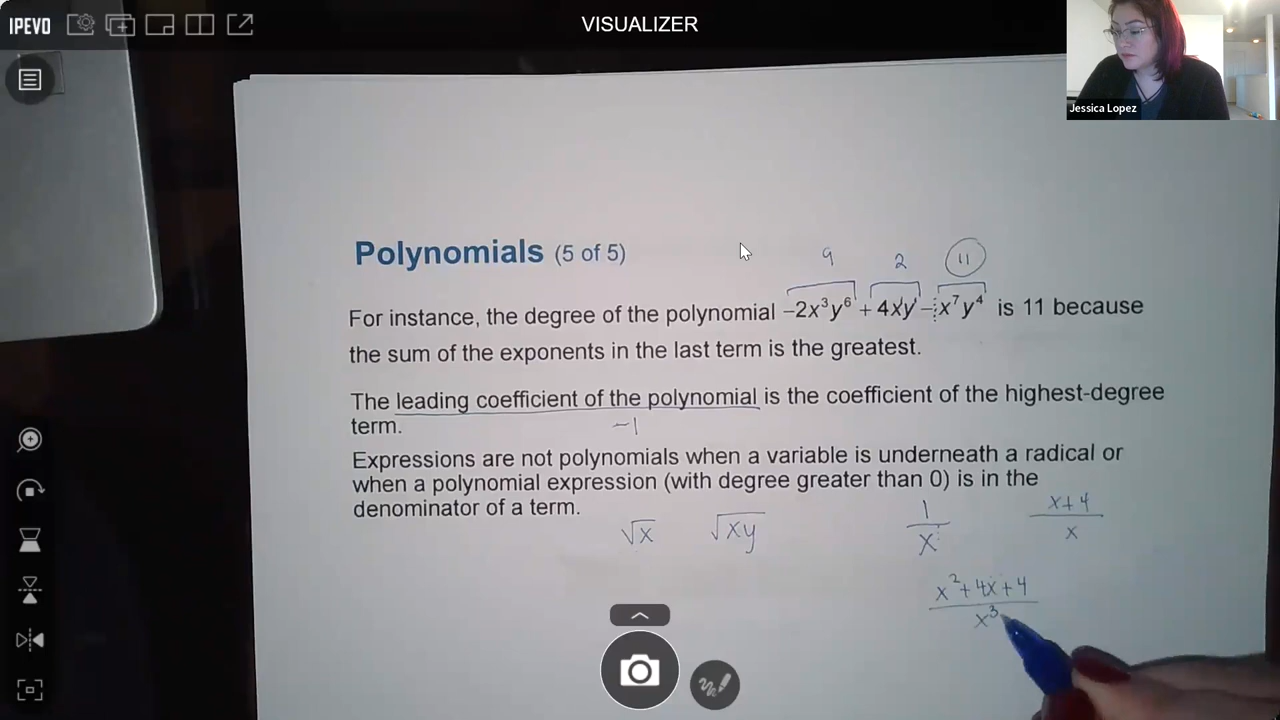 IPEVO
VISUALIZER
Jessica Lopez
Polynomials (5 of 5)
9 2 11
For instance, the degree of the polynomial −2x³y⁶ + 4xy − x⁷y⁴ is 11 because
the sum of the exponents in the last term is the greatest.
The leading coefficient of the polynomial is the coefficient of the highest-degree
term.
−1
Expressions are not polynomials when a variable is underneath a radical or
when a polynomial expression (with degree greater than 0) is in the
denominator of a term.
√x √xy 1/x (x+4)/x
(x²+4x+4)/x³